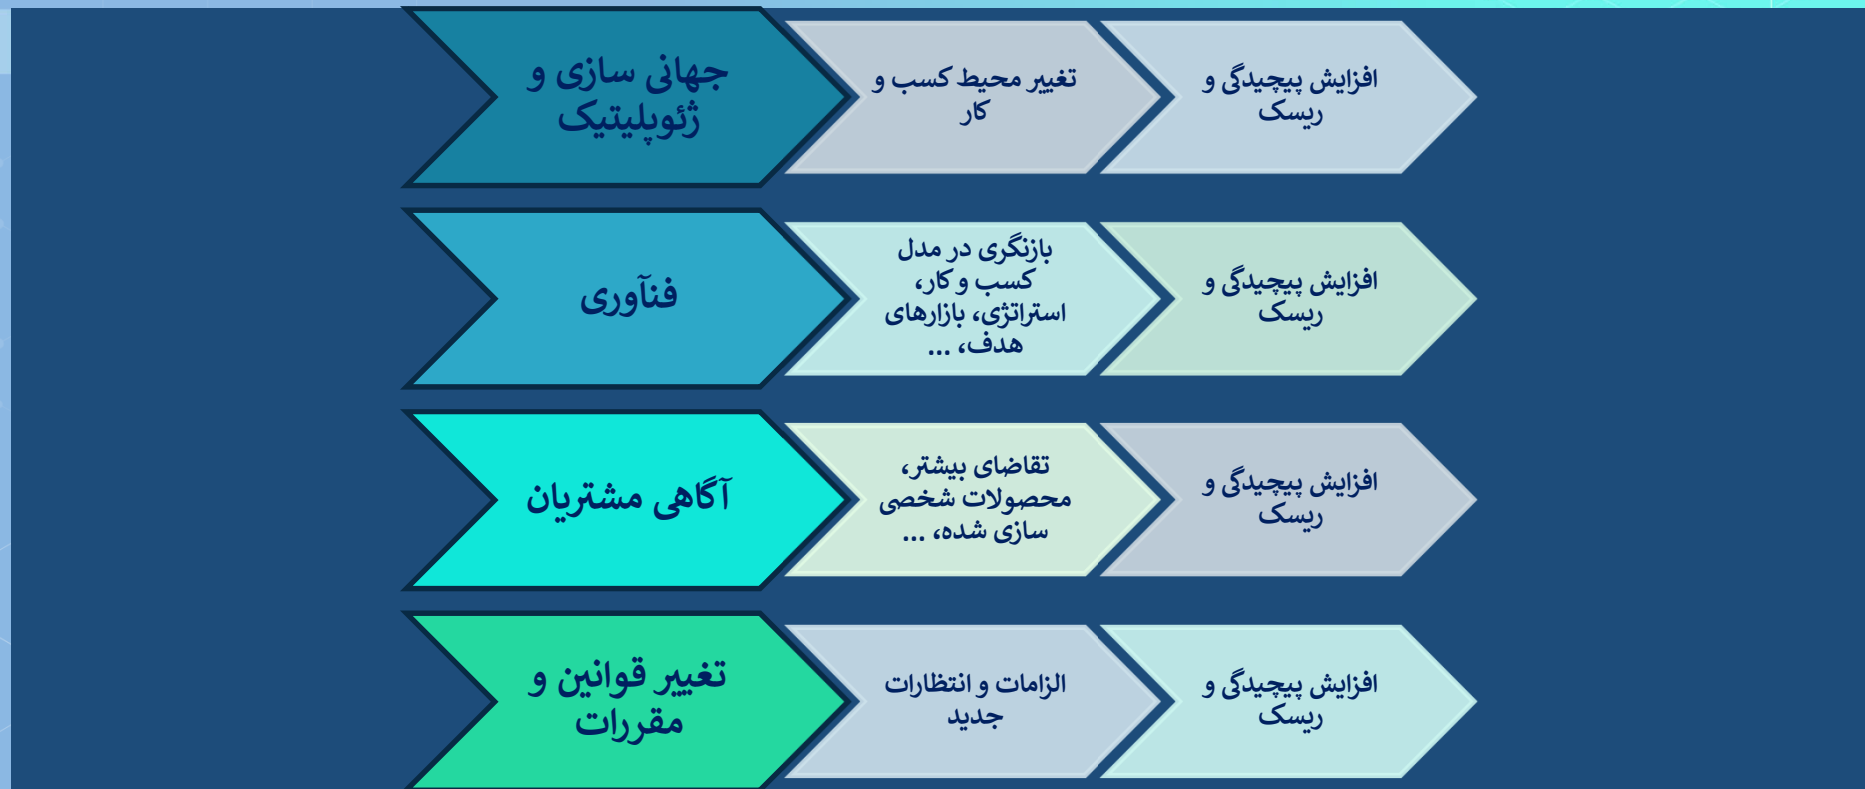 جهانی سازی و
ژئوپلیتیک
تغییر محیط کسب و
کار
افزایش پیچیدگی و
ریسک
فنآوری
بازنگری در مدل
کسب و کار،
استراتژی، بازارهای
هدف، ...
افزایش پیچیدگی و
ریسک
آگاهی مشتریان
تقاضای بیشتر،
محصولات شخصی
سازی شده، ...
افزایش پیچیدگی و
ریسک
تغییر قوانین و
مقررات
الزامات و انتظارات
جدید
افزایش پیچیدگی و
ریسک